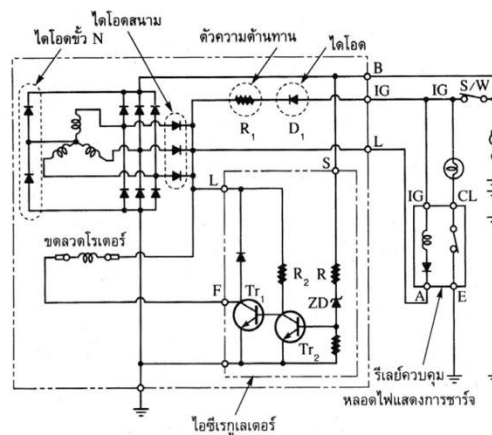 ไดโอดขั้ว N
ไดโอดสนาม
ตัวความต้านทาน
ไดโอด
B
S/W
IG
R1
D1
L
S
IG
CL
L
ขดลวดโรเตอร์
R2
R
ZD
F
Tr1
Tr2
A
E
รีเลย์ควบคุม
หลอดไฟแสดงการชาร์จ
ไอซีเรกูเลเตอร์